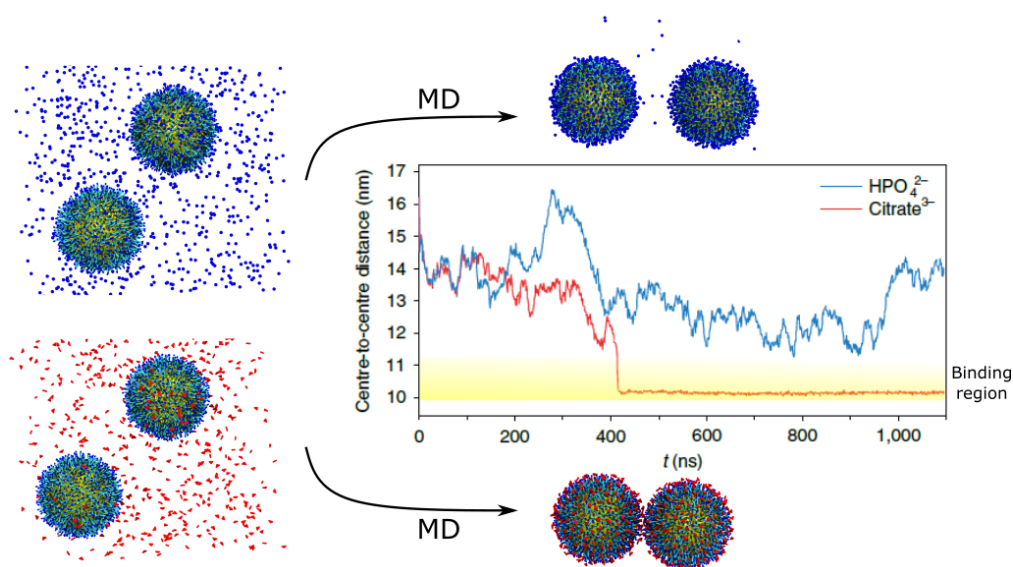 MD
Centre-to-centre distance (nm)
17
16
15
14
13
12
11
10
HPO₄²⁻
Citrate³⁻
Binding
region
0
200
400
600
800
1,000
t (ns)
MD